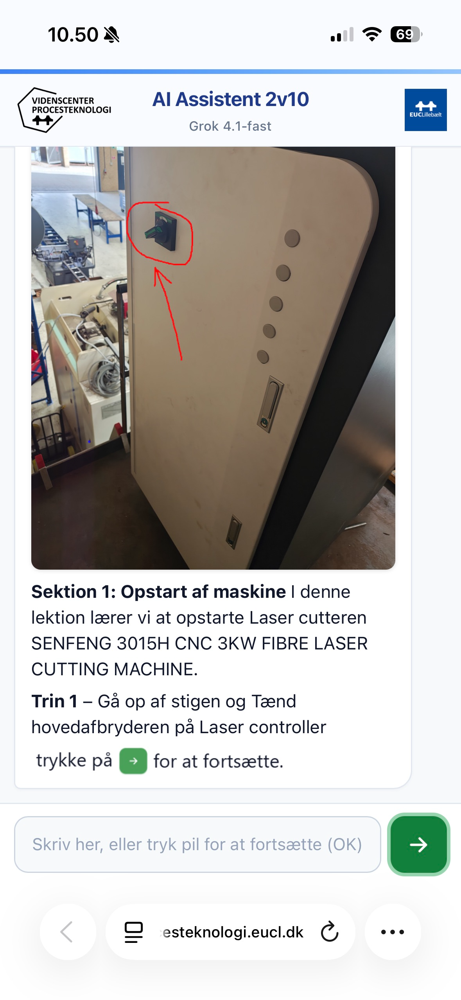 10.50
69
VIDENSCENTER
PROCESTEKNOLOGI
AI Assistent 2v10
Grok 4.1-fast
EUCLillebælt
Sektion 1: Opstart af maskine I denne
lektion lærer vi at opstarte Laser cutteren
SENFENG 3015H CNC 3KW FIBRE LASER
CUTTING MACHINE.
Trin 1 – Gå op af stigen og Tænd
hovedafbryderen på Laser controller
trykke på → for at fortsætte.
Skriv her, eller tryk pil for at fortsætte (OK)
esteknologi.eucl.dk